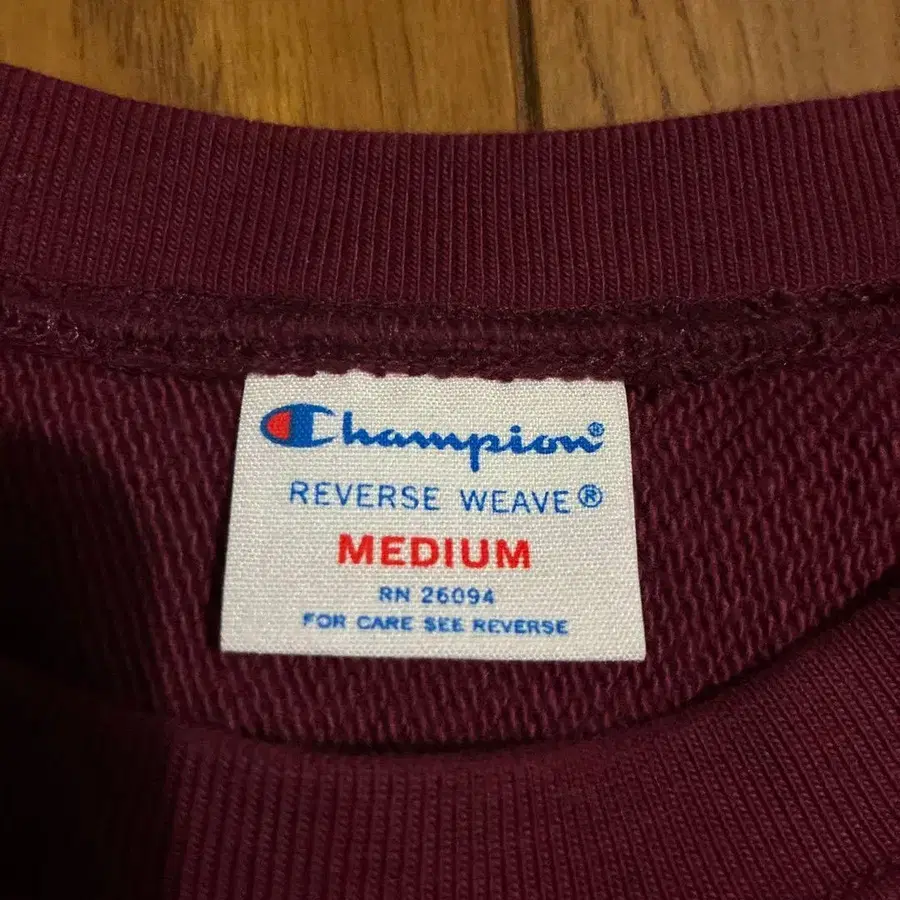 Champion®
REVERSE WEAVE®
MEDIUM
RN 26094
FOR CARE SEE REVERSE